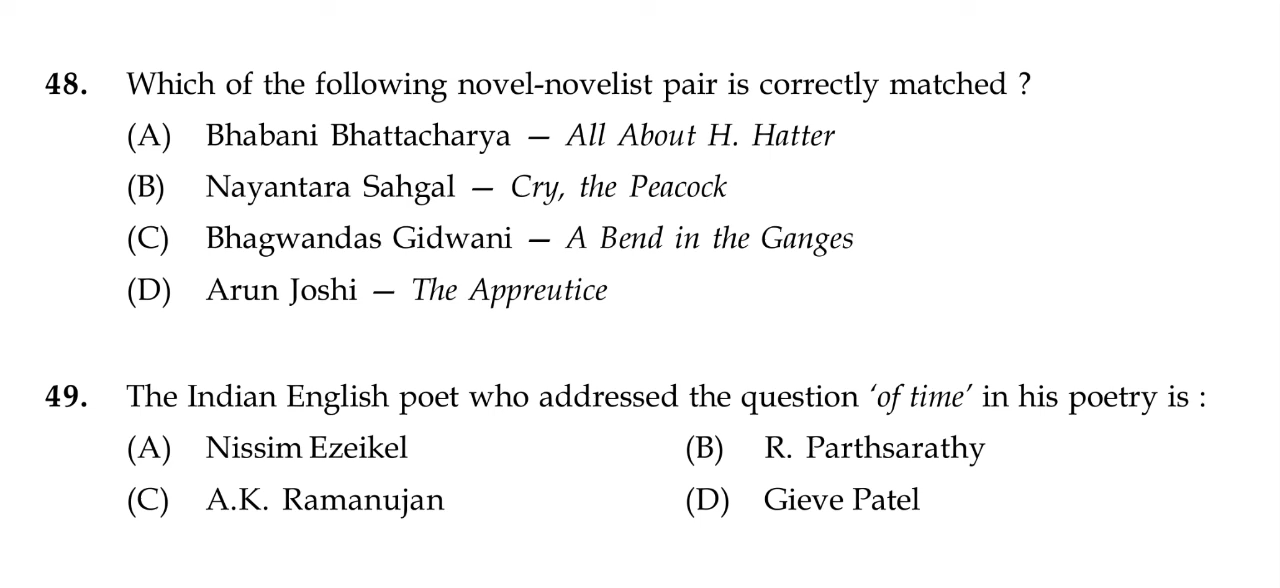 48. Which of the following novel-novelist pair is correctly matched ?
(A) Bhabani Bhattacharya — All About H. Hatter
(B) Nayantara Sahgal — Cry, the Peacock
(C) Bhagwandas Gidwani — A Bend in the Ganges
(D) Arun Joshi — The Appreutice
49. The Indian English poet who addressed the question ‘of time’ in his poetry is :
(A) Nissim Ezeikel (B) R. Parthsarathy
(C) A.K. Ramanujan (D) Gieve Patel